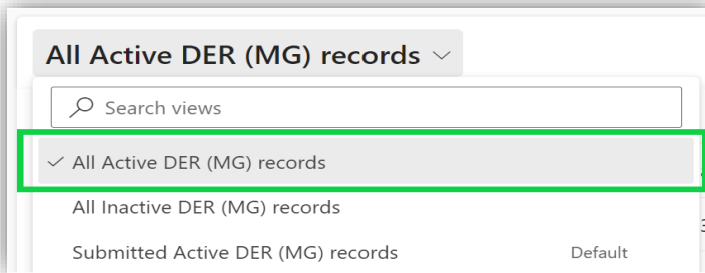 All Active DER (MG) records
Search views
All Active DER (MG) records
All Inactive DER (MG) records
Submitted Active DER (MG) records Default